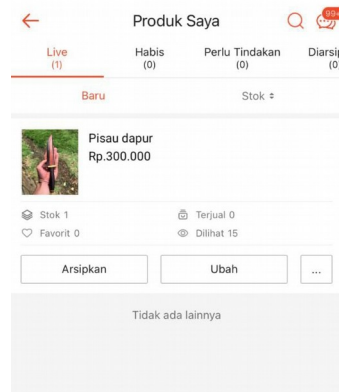 Produk Saya
99+
Live
(1)
Habis
(0)
Perlu Tindakan
(0)
Diarsip
(0
Baru
Stok
Pisau dapur
Rp.300.000
Stok 1
Terjual 0
Favorit 0
Dilihat 15
Arsipkan
Ubah
...
Tidak ada lainnya